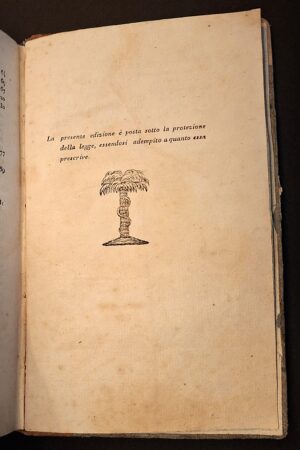 La presente edizione è posta sotto la protezione
della legge, essendosi adempito a quanto essa
prescrive.